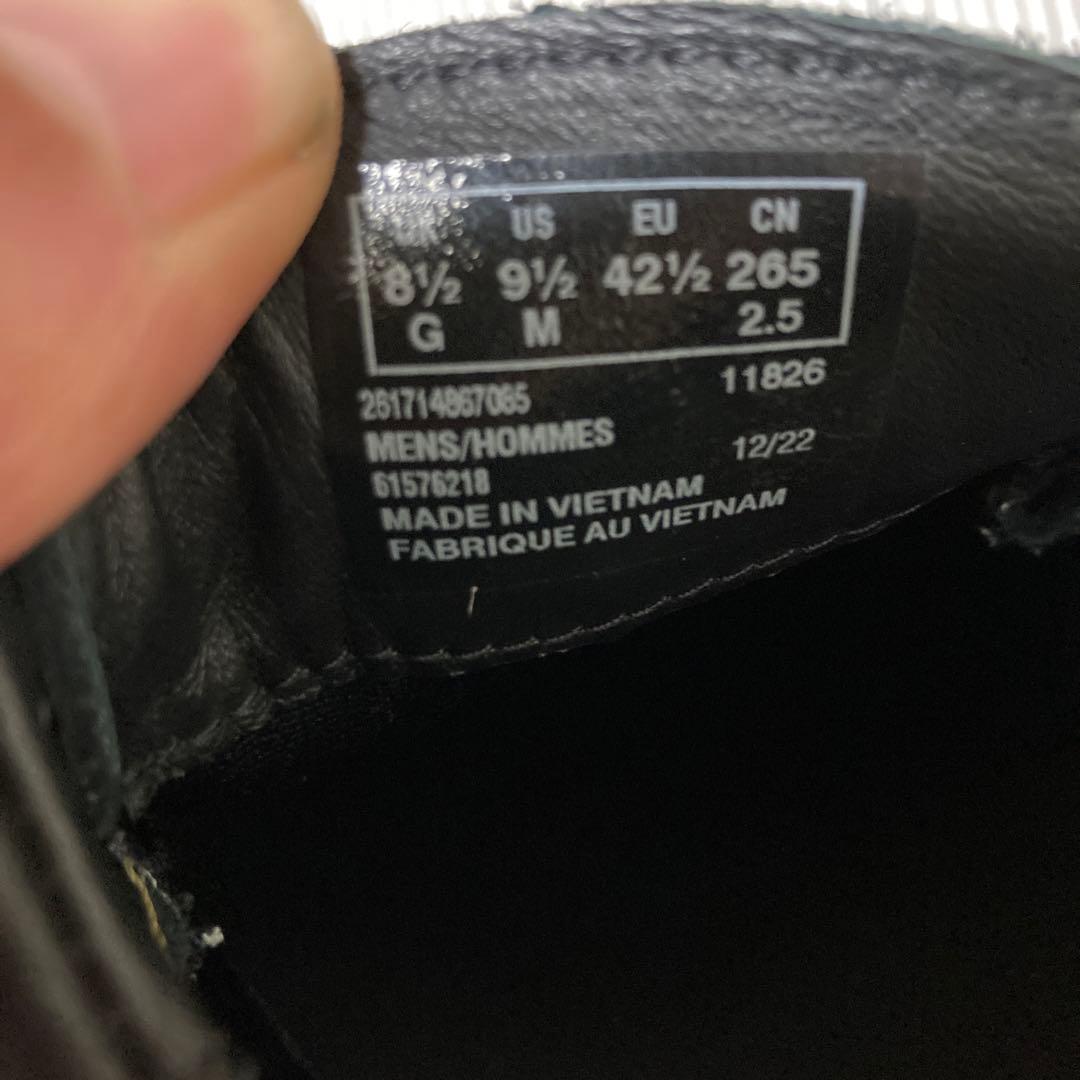 US EU CN
8½ 9½ 42½ 265
G M 2.5
261714867085 11826
MENS/HOMMES 12/22
61576218
MADE IN VIETNAM
FABRIQUE AU VIETNAM